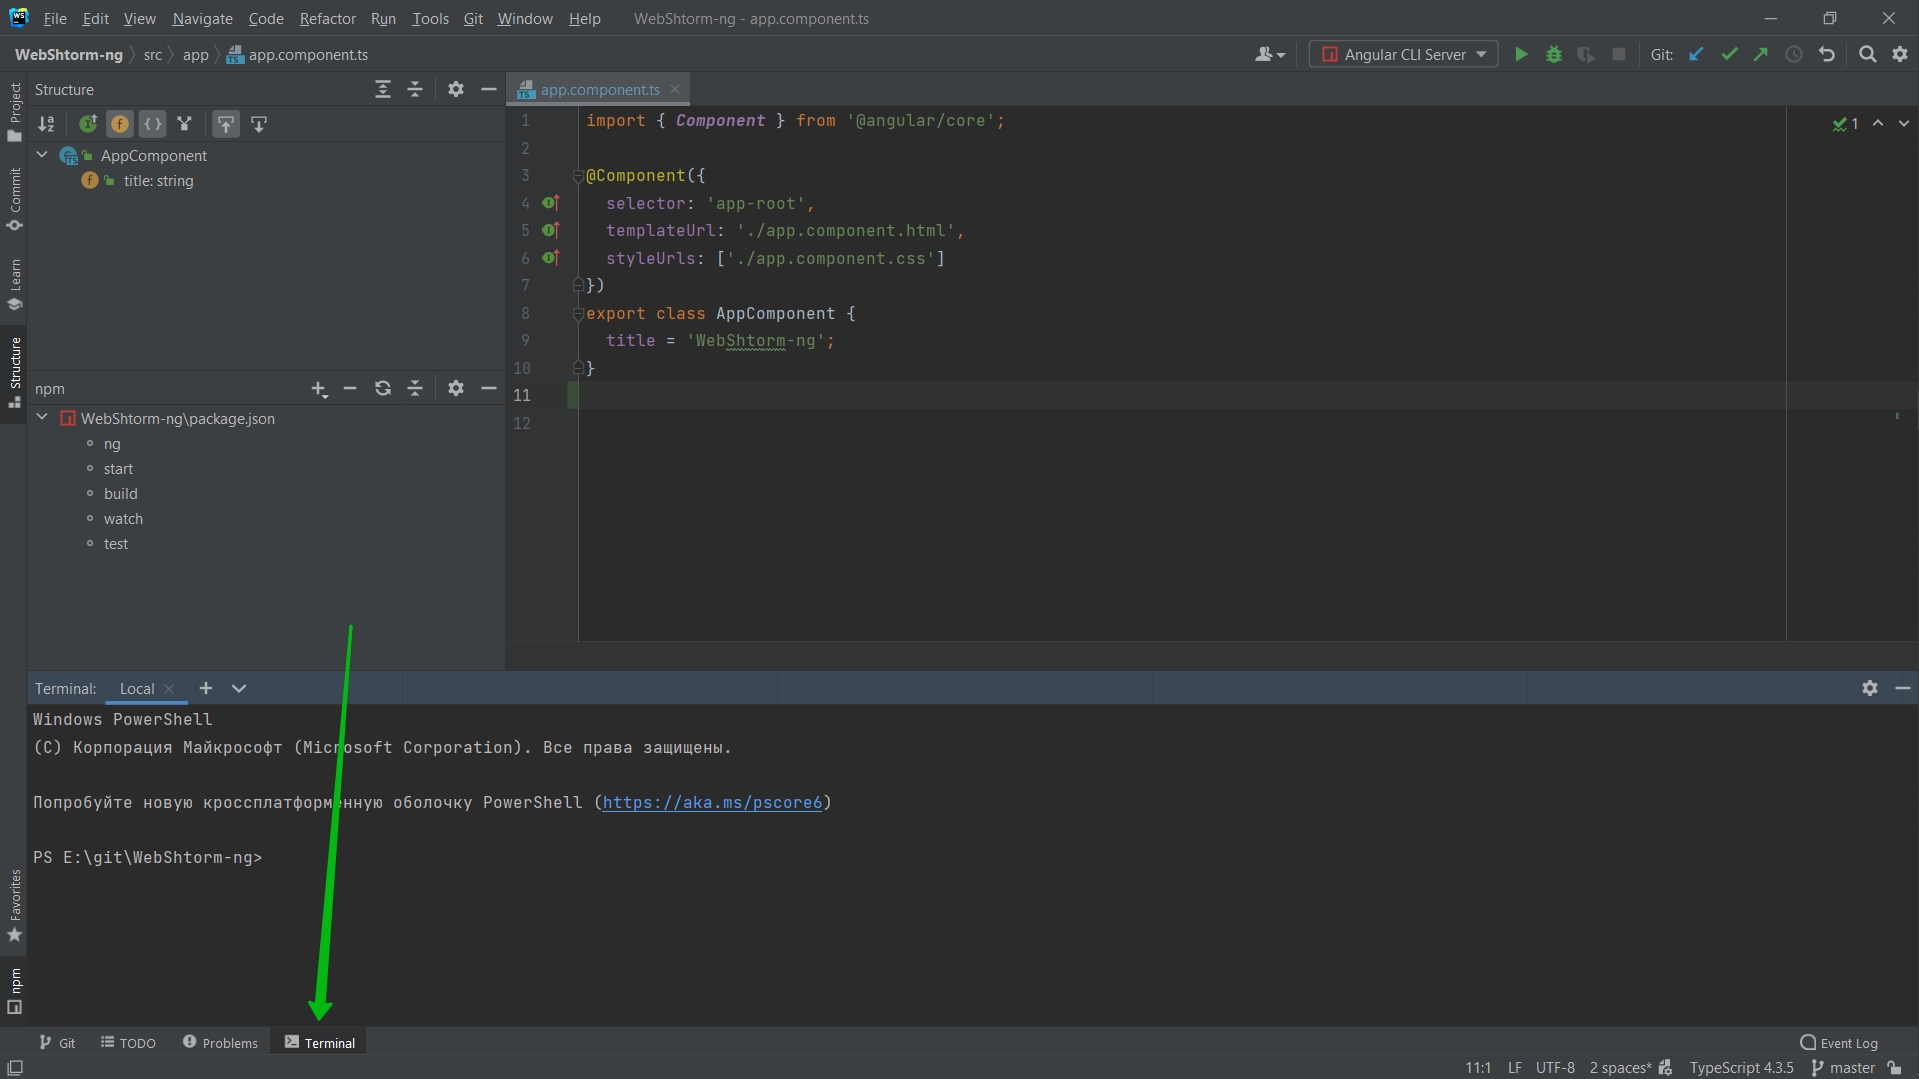 File Edit View Navigate Code Refactor Run Tools Git Window Help WebShtorm-ng - app.component.ts
WebShtorm-ng src app app.component.ts Angular CLI Server Git:
Project
Commit
Learn
Structure
Favorites
npm
Structure
AppComponent
title: string
npm
WebShtorm-ng\package.json
ng
start
build
watch
test
app.component.ts
1
1 import { Component } from '@angular/core';
2
3 @Component({
4 selector: 'app-root',
5 templateUrl: './app.component.html',
6 styleUrls: ['./app.component.css']
7 })
8 export class AppComponent {
9 title = 'WebShtorm-ng';
10 }
11
12
Terminal: Local
Windows PowerShell
(C) Корпорация Майкрософт (Microsoft Corporation). Все права защищены.
Попробуйте новую кроссплатформенную оболочку PowerShell (https://aka.ms/pscore6)
PS E:\git\WebShtorm-ng>
Git TODO Problems Terminal Event Log
11:1 LF UTF-8 2 spaces* TypeScript 4.3.5 master